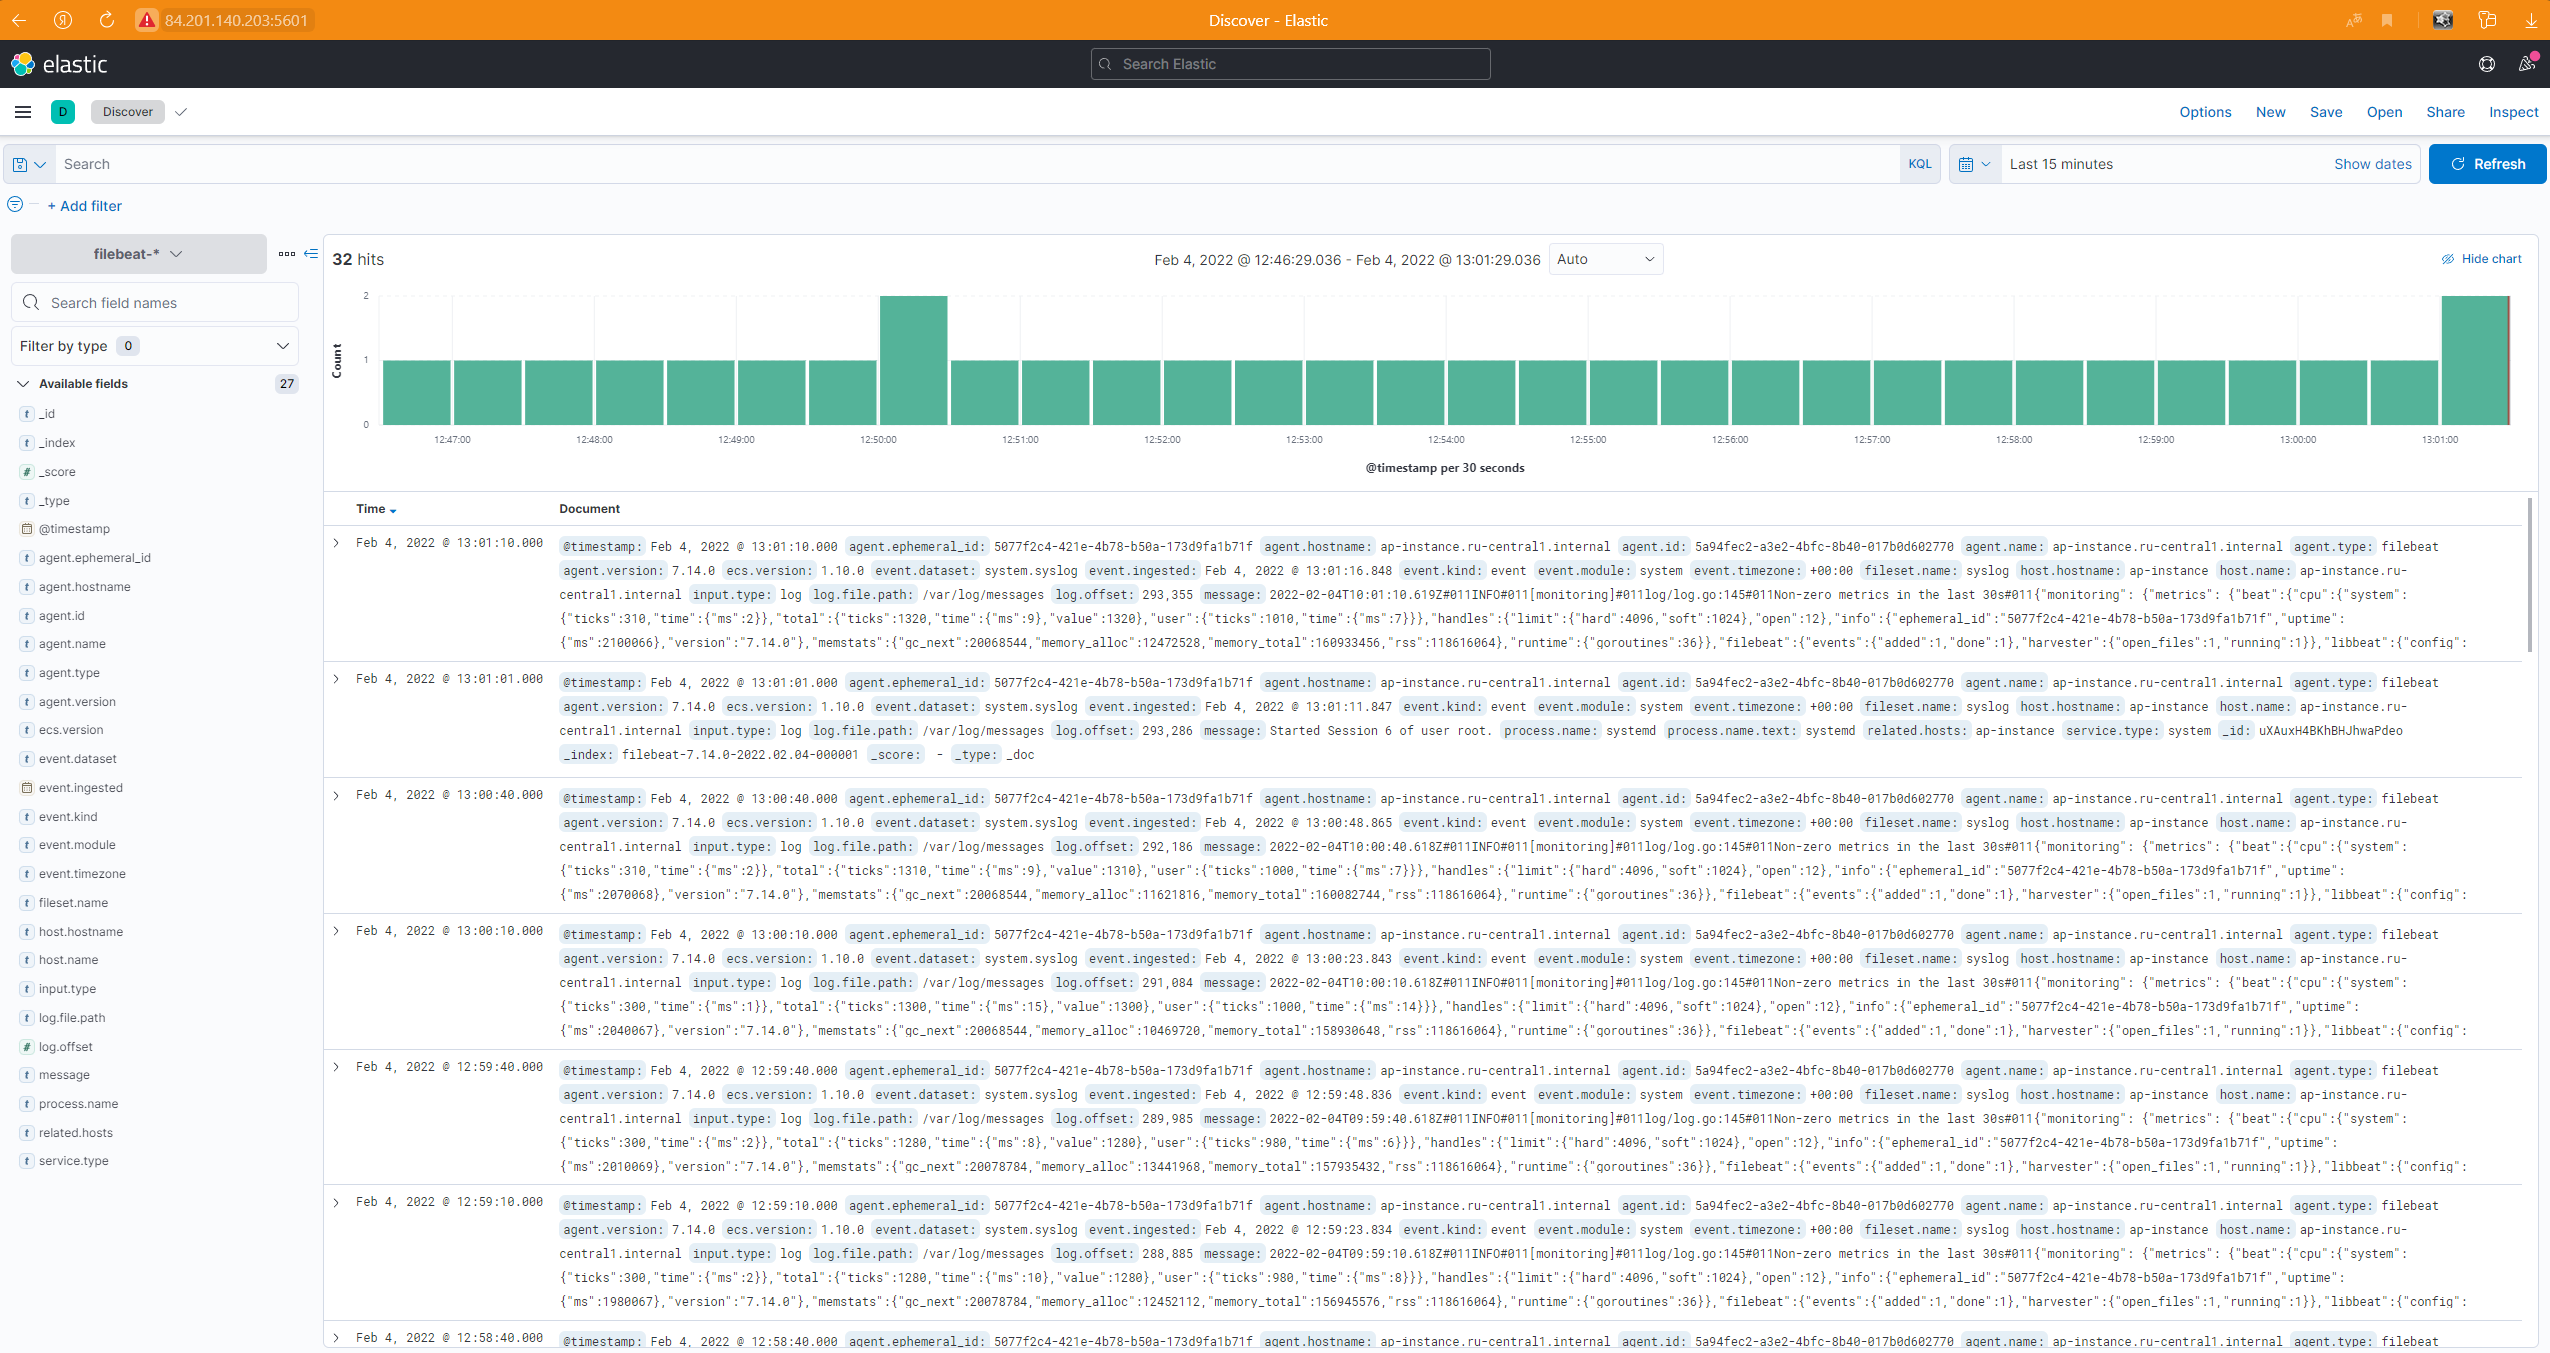 84.201.140.203:5601
Discover - Elastic
elastic
Search Elastic
D
Discover
Options New Save Open Share Inspect
Search
KQL
Last 15 minutes
Show dates
Refresh
+ Add filter
filebeat-*
Search field names
Filter by type 0
Available fields 27
t _id
t _index
# _score
t _type
@timestamp
t agent.ephemeral_id
t agent.hostname
t agent.id
t agent.name
t agent.type
t agent.version
t ecs.version
t event.dataset
event.ingested
t event.kind
t event.module
t event.timezone
t fileset.name
t host.hostname
t host.name
t input.type
t log.file.path
# log.offset
t message
t process.name
t related.hosts
t service.type
32 hits
Feb 4, 2022 @ 12:46:29.036 - Feb 4, 2022 @ 13:01:29.036
Auto
Hide chart
2
1
0
Count
12:47:00 12:48:00 12:49:00 12:50:00 12:51:00 12:52:00 12:53:00 12:54:00 12:55:00 12:56:00 12:57:00 12:58:00 12:59:00 13:00:00 13:01:00
@timestamp per 30 seconds
Time Document
Feb 4, 2022 @ 13:01:10.000
@timestamp: Feb 4, 2022 @ 13:01:10.000 agent.ephemeral_id: 5077f2c4-421e-4b78-b50a-173d9fa1b71f agent.hostname: ap-instance.ru-central1.internal agent.id: 5a94fec2-a3e2-4bfc-8b40-017b0d602770 agent.name: ap-instance.ru-central1.internal agent.type: filebeat
agent.version: 7.14.0 ecs.version: 1.10.0 event.dataset: system.syslog event.ingested: Feb 4, 2022 @ 13:01:16.848 event.kind: event event.module: system event.timezone: +00:00 fileset.name: syslog host.hostname: ap-instance host.name: ap-instance.ru-
central1.internal input.type: log log.file.path: /var/log/messages log.offset: 293,355 message: 2022-02-04T10:01:10.619Z#011INFO#011[monitoring]#011log/log.go:145#011Non-zero metrics in the last 30s#011{"monitoring": {"metrics": {"beat":{"cpu":{"system":
{"ticks":310,"time":{"ms":2}},"total":{"ticks":1320,"time":{"ms":9},"value":1320},"user":{"ticks":1010,"time":{"ms":7}}},"handles":{"limit":{"hard":4096,"soft":1024},"open":12},"info":{"ephemeral_id":"5077f2c4-421e-4b78-b50a-173d9fa1b71f","uptime":
{"ms":2100066},"version":"7.14.0"},"memstats":{"gc_next":20068544,"memory_alloc":12472528,"memory_total":160933456,"rss":118616064},"runtime":{"goroutines":36}},"filebeat":{"events":{"added":1,"done":1},"harvester":{"open_files":1,"running":1}},"libbeat":{"config":
Feb 4, 2022 @ 13:01:01.000
@timestamp: Feb 4, 2022 @ 13:01:01.000 agent.ephemeral_id: 5077f2c4-421e-4b78-b50a-173d9fa1b71f agent.hostname: ap-instance.ru-central1.internal agent.id: 5a94fec2-a3e2-4bfc-8b40-017b0d602770 agent.name: ap-instance.ru-central1.internal agent.type: filebeat
agent.version: 7.14.0 ecs.version: 1.10.0 event.dataset: system.syslog event.ingested: Feb 4, 2022 @ 13:01:11.847 event.kind: event event.module: system event.timezone: +00:00 fileset.name: syslog host.hostname: ap-instance host.name: ap-instance.ru-
central1.internal input.type: log log.file.path: /var/log/messages log.offset: 293,286 message: Started Session 6 of user root. process.name: systemd process.name.text: systemd related.hosts: ap-instance service.type: system _id: uXAuxH4BKhBHJhwaPdeo
_index: filebeat-7.14.0-2022.02.04-000001 _score: - _type: _doc
Feb 4, 2022 @ 13:00:40.000
@timestamp: Feb 4, 2022 @ 13:00:40.000 agent.ephemeral_id: 5077f2c4-421e-4b78-b50a-173d9fa1b71f agent.hostname: ap-instance.ru-central1.internal agent.id: 5a94fec2-a3e2-4bfc-8b40-017b0d602770 agent.name: ap-instance.ru-central1.internal agent.type: filebeat
agent.version: 7.14.0 ecs.version: 1.10.0 event.dataset: system.syslog event.ingested: Feb 4, 2022 @ 13:00:48.865 event.kind: event event.module: system event.timezone: +00:00 fileset.name: syslog host.hostname: ap-instance host.name: ap-instance.ru-
central1.internal input.type: log log.file.path: /var/log/messages log.offset: 292,186 message: 2022-02-04T10:00:40.618Z#011INFO#011[monitoring]#011log/log.go:145#011Non-zero metrics in the last 30s#011{"monitoring": {"metrics": {"beat":{"cpu":{"system":
{"ticks":310,"time":{"ms":2}},"total":{"ticks":1310,"time":{"ms":9},"value":1310},"user":{"ticks":1000,"time":{"ms":7}}},"handles":{"limit":{"hard":4096,"soft":1024},"open":12},"info":{"ephemeral_id":"5077f2c4-421e-4b78-b50a-173d9fa1b71f","uptime":
{"ms":2070068},"version":"7.14.0"},"memstats":{"gc_next":20068544,"memory_alloc":11621816,"memory_total":160082744,"rss":118616064},"runtime":{"goroutines":36}},"filebeat":{"events":{"added":1,"done":1},"harvester":{"open_files":1,"running":1}},"libbeat":{"config":
Feb 4, 2022 @ 13:00:10.000
@timestamp: Feb 4, 2022 @ 13:00:10.000 agent.ephemeral_id: 5077f2c4-421e-4b78-b50a-173d9fa1b71f agent.hostname: ap-instance.ru-central1.internal agent.id: 5a94fec2-a3e2-4bfc-8b40-017b0d602770 agent.name: ap-instance.ru-central1.internal agent.type: filebeat
agent.version: 7.14.0 ecs.version: 1.10.0 event.dataset: system.syslog event.ingested: Feb 4, 2022 @ 13:00:23.843 event.kind: event event.module: system event.timezone: +00:00 fileset.name: syslog host.hostname: ap-instance host.name: ap-instance.ru-
central1.internal input.type: log log.file.path: /var/log/messages log.offset: 291,084 message: 2022-02-04T10:00:10.618Z#011INFO#011[monitoring]#011log/log.go:145#011Non-zero metrics in the last 30s#011{"monitoring": {"metrics": {"beat":{"cpu":{"system":
{"ticks":300,"time":{"ms":1}},"total":{"ticks":1300,"time":{"ms":15},"value":1300},"user":{"ticks":1000,"time":{"ms":14}}},"handles":{"limit":{"hard":4096,"soft":1024},"open":12},"info":{"ephemeral_id":"5077f2c4-421e-4b78-b50a-173d9fa1b71f","uptime":
{"ms":2040067},"version":"7.14.0"},"memstats":{"gc_next":20068544,"memory_alloc":10469720,"memory_total":158930648,"rss":118616064},"runtime":{"goroutines":36}},"filebeat":{"events":{"added":1,"done":1},"harvester":{"open_files":1,"running":1}},"libbeat":{"config":
Feb 4, 2022 @ 12:59:40.000
@timestamp: Feb 4, 2022 @ 12:59:40.000 agent.ephemeral_id: 5077f2c4-421e-4b78-b50a-173d9fa1b71f agent.hostname: ap-instance.ru-central1.internal agent.id: 5a94fec2-a3e2-4bfc-8b40-017b0d602770 agent.name: ap-instance.ru-central1.internal agent.type: filebeat
agent.version: 7.14.0 ecs.version: 1.10.0 event.dataset: system.syslog event.ingested: Feb 4, 2022 @ 12:59:48.836 event.kind: event event.module: system event.timezone: +00:00 fileset.name: syslog host.hostname: ap-instance host.name: ap-instance.ru-
central1.internal input.type: log log.file.path: /var/log/messages log.offset: 289,985 message: 2022-02-04T09:59:40.618Z#011INFO#011[monitoring]#011log/log.go:145#011Non-zero metrics in the last 30s#011{"monitoring": {"metrics": {"beat":{"cpu":{"system":
{"ticks":300,"time":{"ms":2}},"total":{"ticks":1280,"time":{"ms":8},"value":1280},"user":{"ticks":980,"time":{"ms":6}}},"handles":{"limit":{"hard":4096,"soft":1024},"open":12},"info":{"ephemeral_id":"5077f2c4-421e-4b78-b50a-173d9fa1b71f","uptime":
{"ms":2010069},"version":"7.14.0"},"memstats":{"gc_next":20078784,"memory_alloc":13441968,"memory_total":157935432,"rss":118616064},"runtime":{"goroutines":36}},"filebeat":{"events":{"added":1,"done":1},"harvester":{"open_files":1,"running":1}},"libbeat":{"config":
Feb 4, 2022 @ 12:59:10.000
@timestamp: Feb 4, 2022 @ 12:59:10.000 agent.ephemeral_id: 5077f2c4-421e-4b78-b50a-173d9fa1b71f agent.hostname: ap-instance.ru-central1.internal agent.id: 5a94fec2-a3e2-4bfc-8b40-017b0d602770 agent.name: ap-instance.ru-central1.internal agent.type: filebeat
agent.version: 7.14.0 ecs.version: 1.10.0 event.dataset: system.syslog event.ingested: Feb 4, 2022 @ 12:59:23.834 event.kind: event event.module: system event.timezone: +00:00 fileset.name: syslog host.hostname: ap-instance host.name: ap-instance.ru-
central1.internal input.type: log log.file.path: /var/log/messages log.offset: 288,885 message: 2022-02-04T09:59:10.618Z#011INFO#011[monitoring]#011log/log.go:145#011Non-zero metrics in the last 30s#011{"monitoring": {"metrics": {"beat":{"cpu":{"system":
{"ticks":300,"time":{"ms":2}},"total":{"ticks":1280,"time":{"ms":10},"value":1280},"user":{"ticks":980,"time":{"ms":8}}},"handles":{"limit":{"hard":4096,"soft":1024},"open":12},"info":{"ephemeral_id":"5077f2c4-421e-4b78-b50a-173d9fa1b71f","uptime":
{"ms":1980067},"version":"7.14.0"},"memstats":{"gc_next":20078784,"memory_alloc":12452112,"memory_total":156945576,"rss":118616064},"runtime":{"goroutines":36}},"filebeat":{"events":{"added":1,"done":1},"harvester":{"open_files":1,"running":1}},"libbeat":{"config":
Feb 4, 2022 @ 12:58:40.000
@timestamp: Feb 4, 2022 @ 12:58:40.000 agent.ephemeral_id: 5077f2c4-421e-4b78-b50a-173d9fa1b71f agent.hostname: ap-instance.ru-central1.internal agent.id: 5a94fec2-a3e2-4bfc-8b40-017b0d602770 agent.name: ap-instance.ru-central1.internal agent.type: filebeat